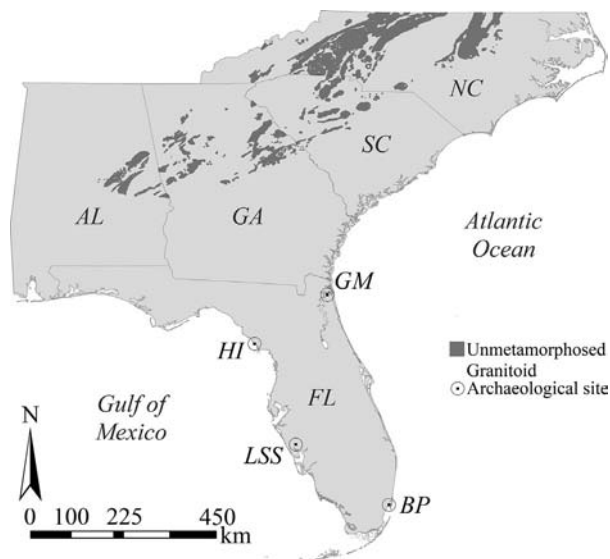 NC
SC
AL
GA
Atlantic
Ocean
GM
HI
Unmetamorphosed
Granitoid
Archaeological site
FL
Gulf of
Mexico
N
LSS
BP
0 100 225 450
km